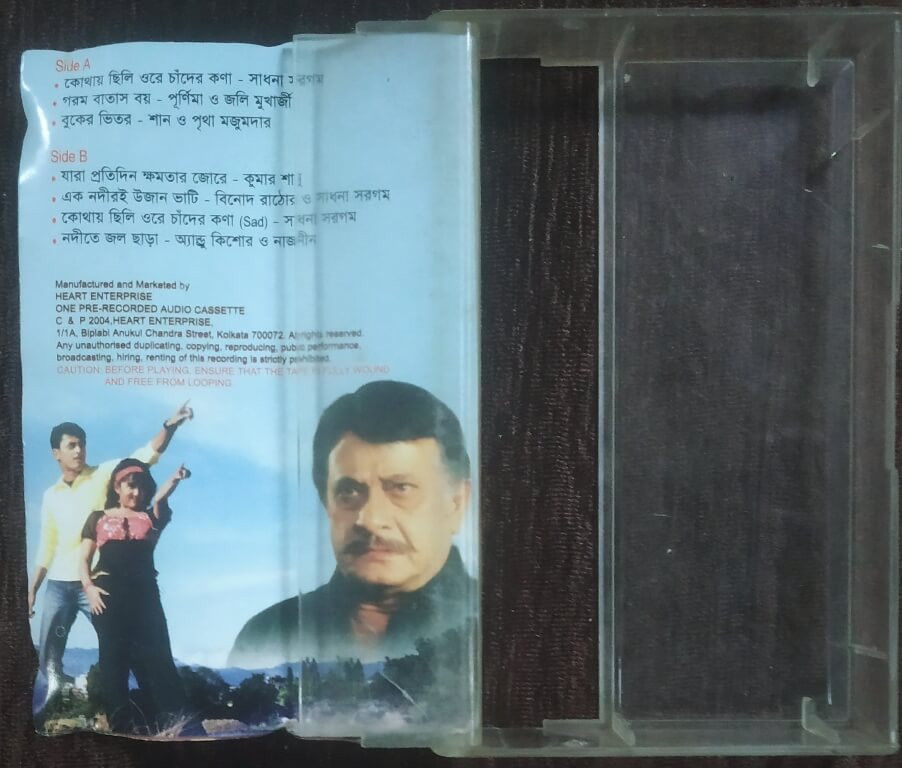 Side A
• কোথায় ছিলি ওরে চাঁদের কণা - সাধনা সরগম
• গরম বাতাস বয় - পূর্ণিমা ও জলি মুখার্জী
• বুকের ভিতর - শান ও পৃথা মজুমদার
Side B
• যারা প্রতিদিন ক্ষমতার জোরে - কুমার শানু
• এক নদীরই উজান ভাটি - বিনোদ রাঠোর ও সাধনা সরগম
• কোথায় ছিলি ওরে চাঁদের কণা (Sad) - সাধনা সরগম
• নদীতে জল ছাড়া - অ্যান্ড্রু কিশোর ও নাজনীন
Manufactured and Marketed by
HEART ENTERPRISE
ONE PRE-RECORDED AUDIO CASSETTE
C & P 2004, HEART ENTERPRISE,
1/1A, Biplabi Anukul Chandra Street, Kolkata 700072. All rights reserved.
Any unauthorised duplicating, copying, reproducing, public performance,
broadcasting, hiring, renting of this recording is strictly prohibited.
CAUTION: BEFORE PLAYING, ENSURE THAT THE TAPE IS FULLY WOUND
AND FREE FROM LOOPING.